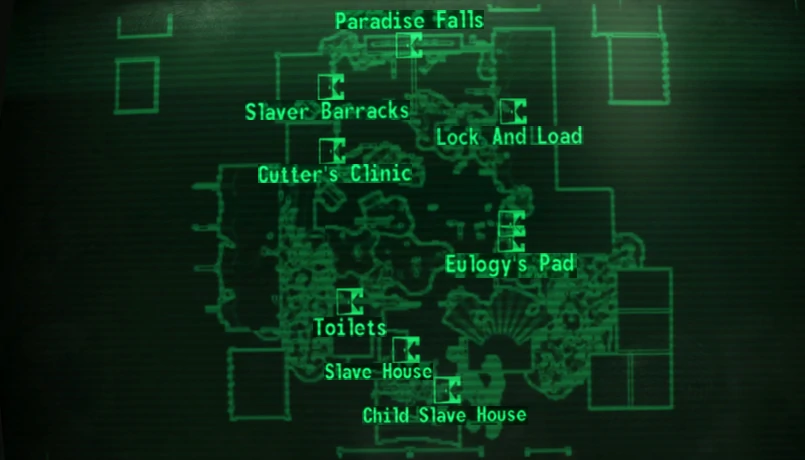 Paradise Falls
Slaver Barracks
Lock And Load
Cutter's Clinic
Eulogy's Pad
Toilets
Slave House
Child Slave House